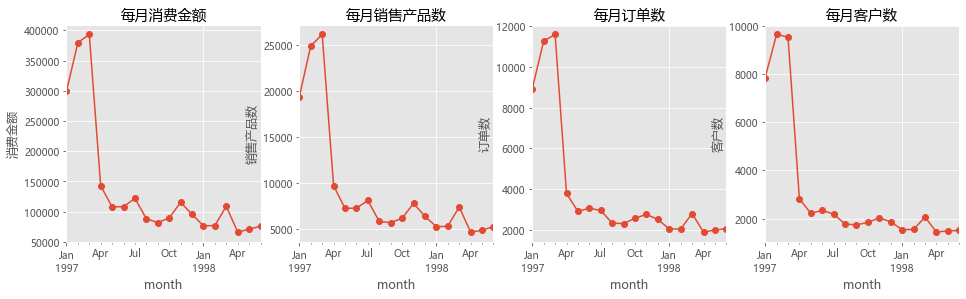 每月消费金额
消费金额
400000
350000
300000
250000
200000
150000
100000
50000
Jan
1997
Apr
Jul
Oct
Jan
1998
Apr
month
每月销售产品数
销售产品数
25000
20000
15000
10000
5000
Jan
1997
Apr
Jul
Oct
Jan
1998
Apr
month
每月订单数
订单数
12000
10000
8000
6000
4000
2000
Jan
1997
Apr
Jul
Oct
Jan
1998
Apr
month
每月客户数
客户数
10000
8000
6000
4000
2000
Jan
1997
Apr
Jul
Oct
Jan
1998
Apr
month